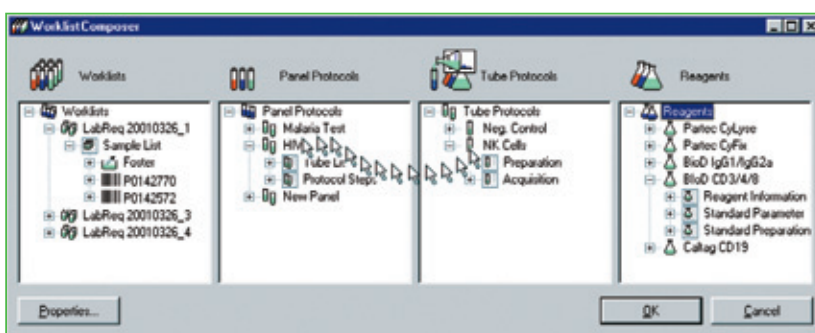 WorklistComposer
Worklists
Panel Protocols
Tube Protocols
Reagents
Worklists
LabReq 20010326_1
Sample List
Foster
P0142770
P0142572
LabReq 20010326_3
LabReq 20010326_4
Panel Protocols
Malaria Test
Protocol Steps
New Panel
Tube Protocols
Neg. Control
NK Cells
Preparation
Acquisition
Reagents
Partec CyLyse
Partec CyFix
BioD IgG1/IgG2a
BioD CD3/4/8
Reagent Information
Standard Parameter
Standard Preparation
Caltag CD19
Properties...
OK
Cancel